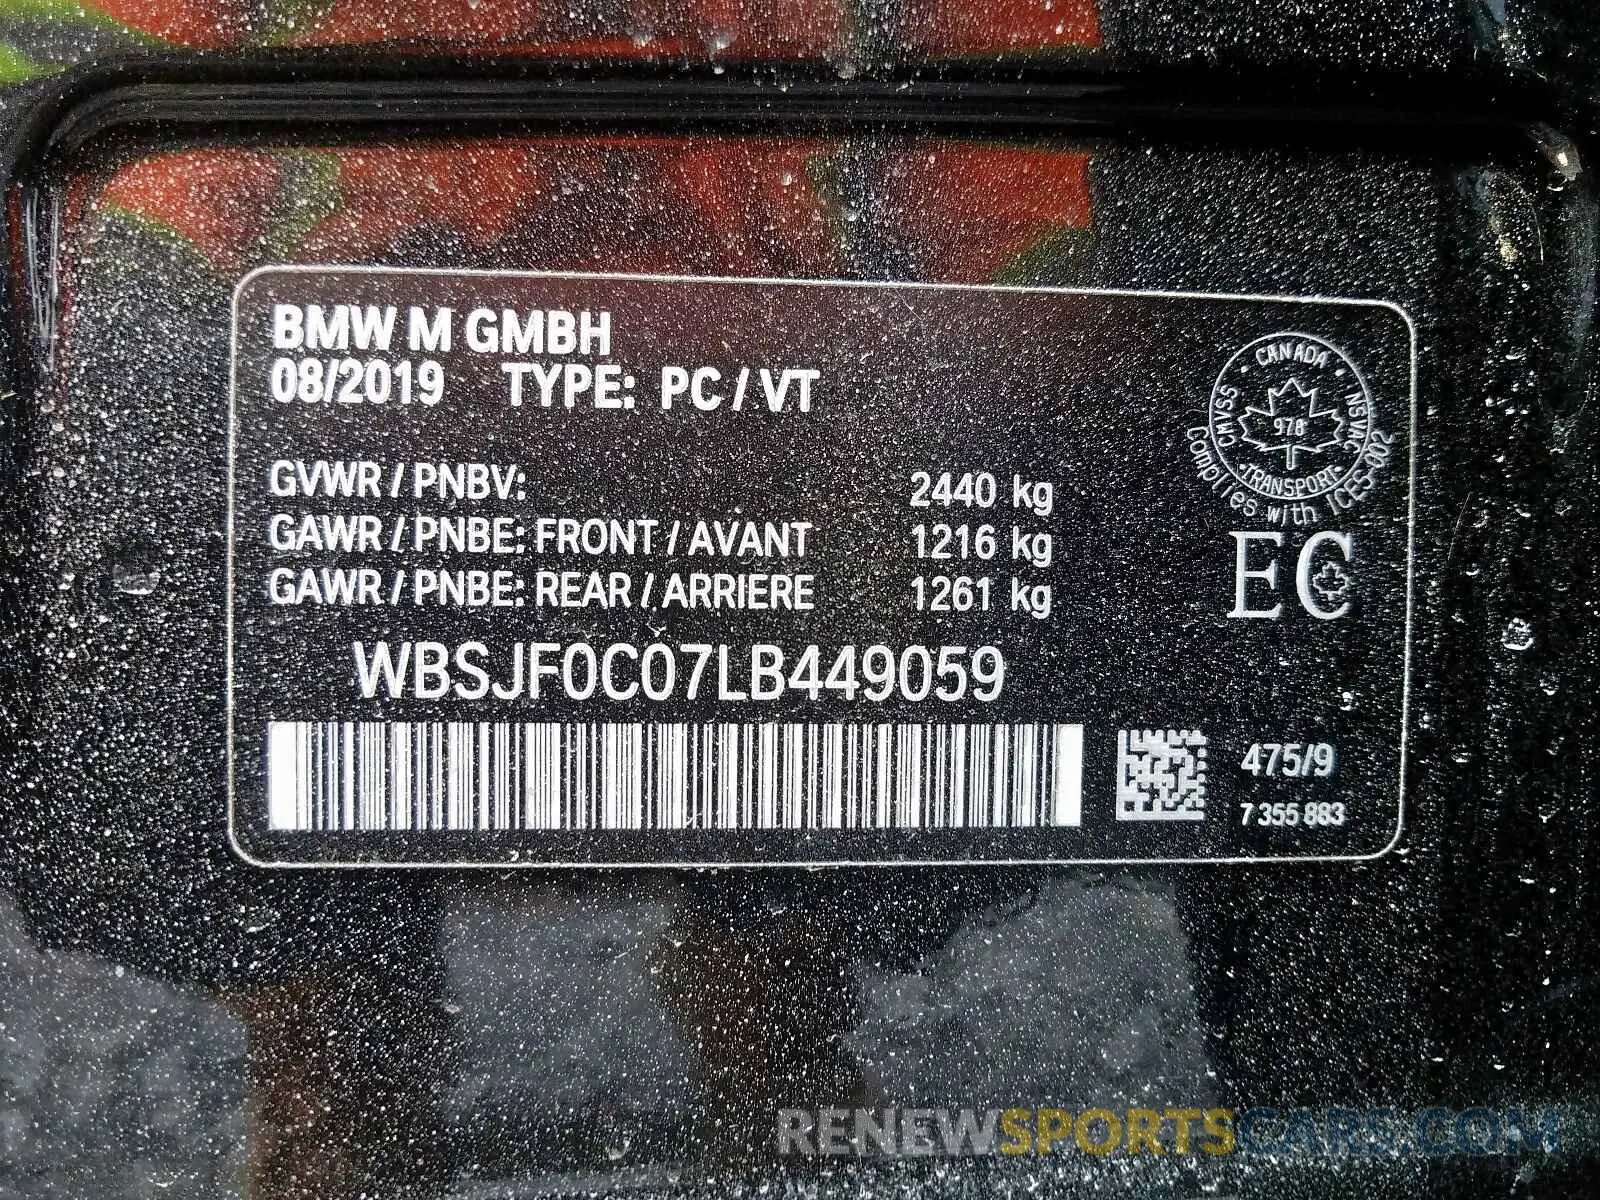 BMW M GMBH
08/2019 TYPE: PC / VT
GVWR / PNBV: 2440 kg
GAWR / PNBE: FRONT / AVANT 1216 kg
GAWR / PNBE: REAR / ARRIERE 1261 kg
WBSJF0C07LB449059
475/9
7 355 883
CANADA
CMVSS NSVAC
978
TRANSPORT
Complies with ICES-002
EC
RENEWSPORTSCARS.COM